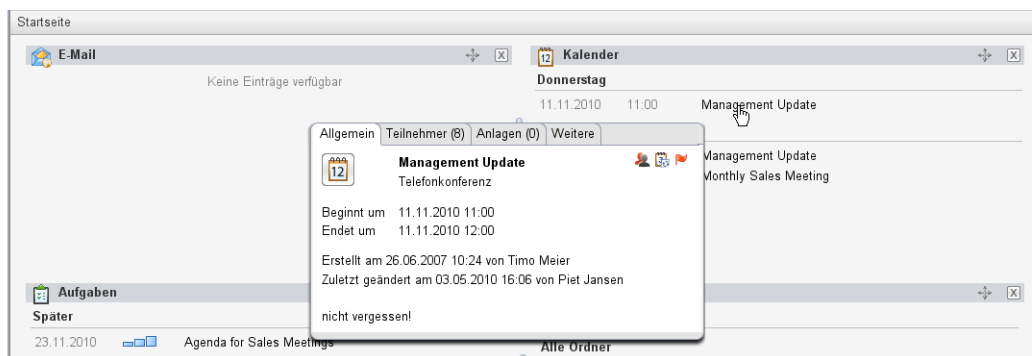 Startseite
E-Mail
Keine Einträge verfügbar
Kalender
Donnerstag
11.11.2010 11:00 Management Update
Management Update
Monthly Sales Meeting
Allgemein Teilnehmer (8) Anlagen (0) Weitere
12
Management Update
Telefonkonferenz
Beginnt um 11.11.2010 11:00
Endet um 11.11.2010 12:00
Erstellt am 26.06.2007 10:24 von Timo Meier
Zuletzt geändert am 03.05.2010 16:06 von Piet Jansen
nicht vergessen!
Aufgaben
Später
23.11.2010 Agenda for Sales Meetings
Alle Ordner